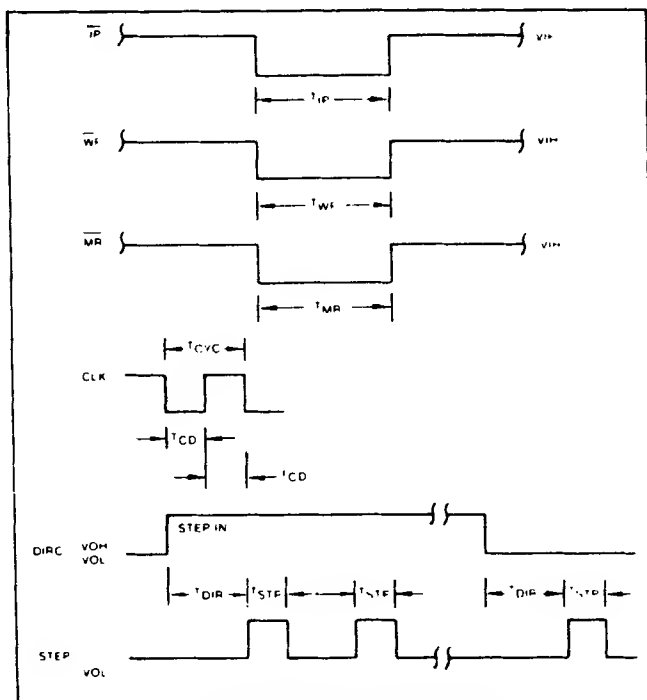 IP VIH
TIP
WF VIH
TWF
MR VIH
TMR
TCYC
CLK
TCD
TCD
STEP IN
DIRC VOH
VOL
TDIR TSTP TSTP TDIR TSTP
STEP
VOL